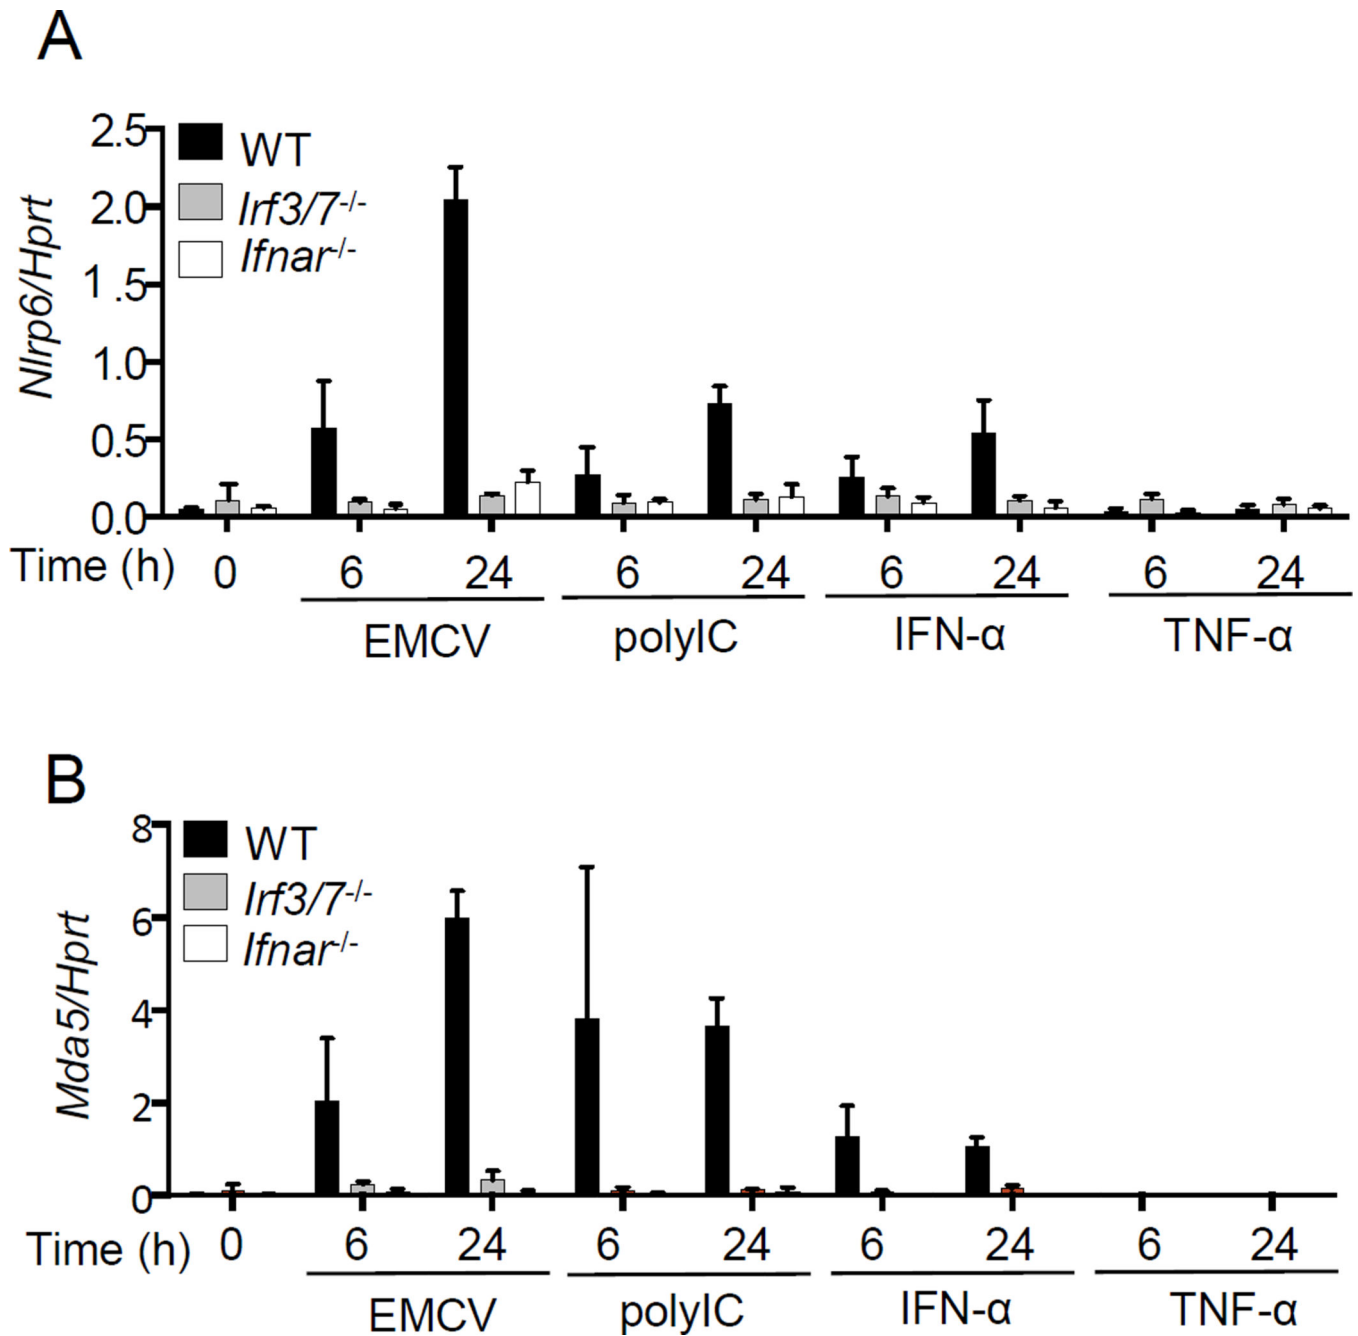 A
Nlrp6/Hprt
2.5
2.0
1.5
1.0
0.5
0.0
WT
Irf3/7-/-
Ifnar-/-
Time (h) 0 6 24 6 24 6 24 6 24
EMCV polyIC IFN-α TNF-α
B
Mda5/Hprt
8
6
4
2
0
WT
Irf3/7-/-
Ifnar-/-
Time (h) 0 6 24 6 24 6 24 6 24
EMCV polyIC IFN-α TNF-α